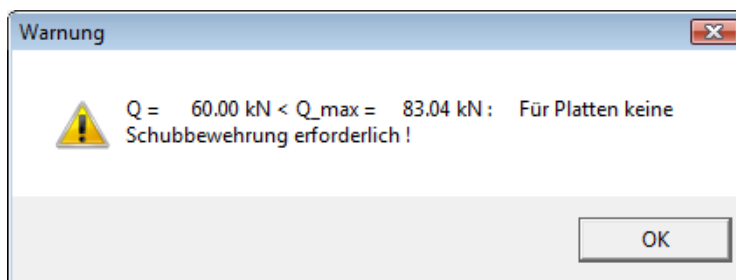 Warnung
Q =    60.00 kN < Q_max =    83.04 kN :    Für Platten keine
Schubbewehrung erforderlich !
OK